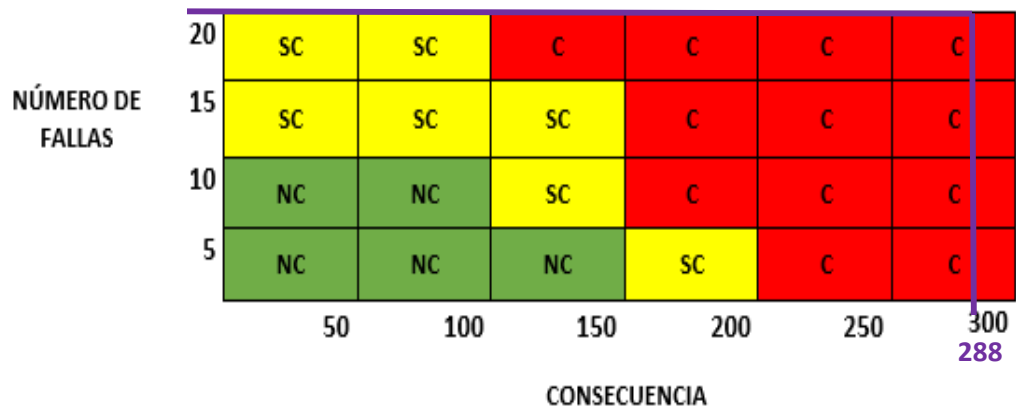 20 SC SC C C C C
NÚMERO DE FALLAS
15 SC SC SC C C C
10 NC NC SC C C C
5 NC NC NC SC C C
50 100 150 200 250 300
288
CONSECUENCIA